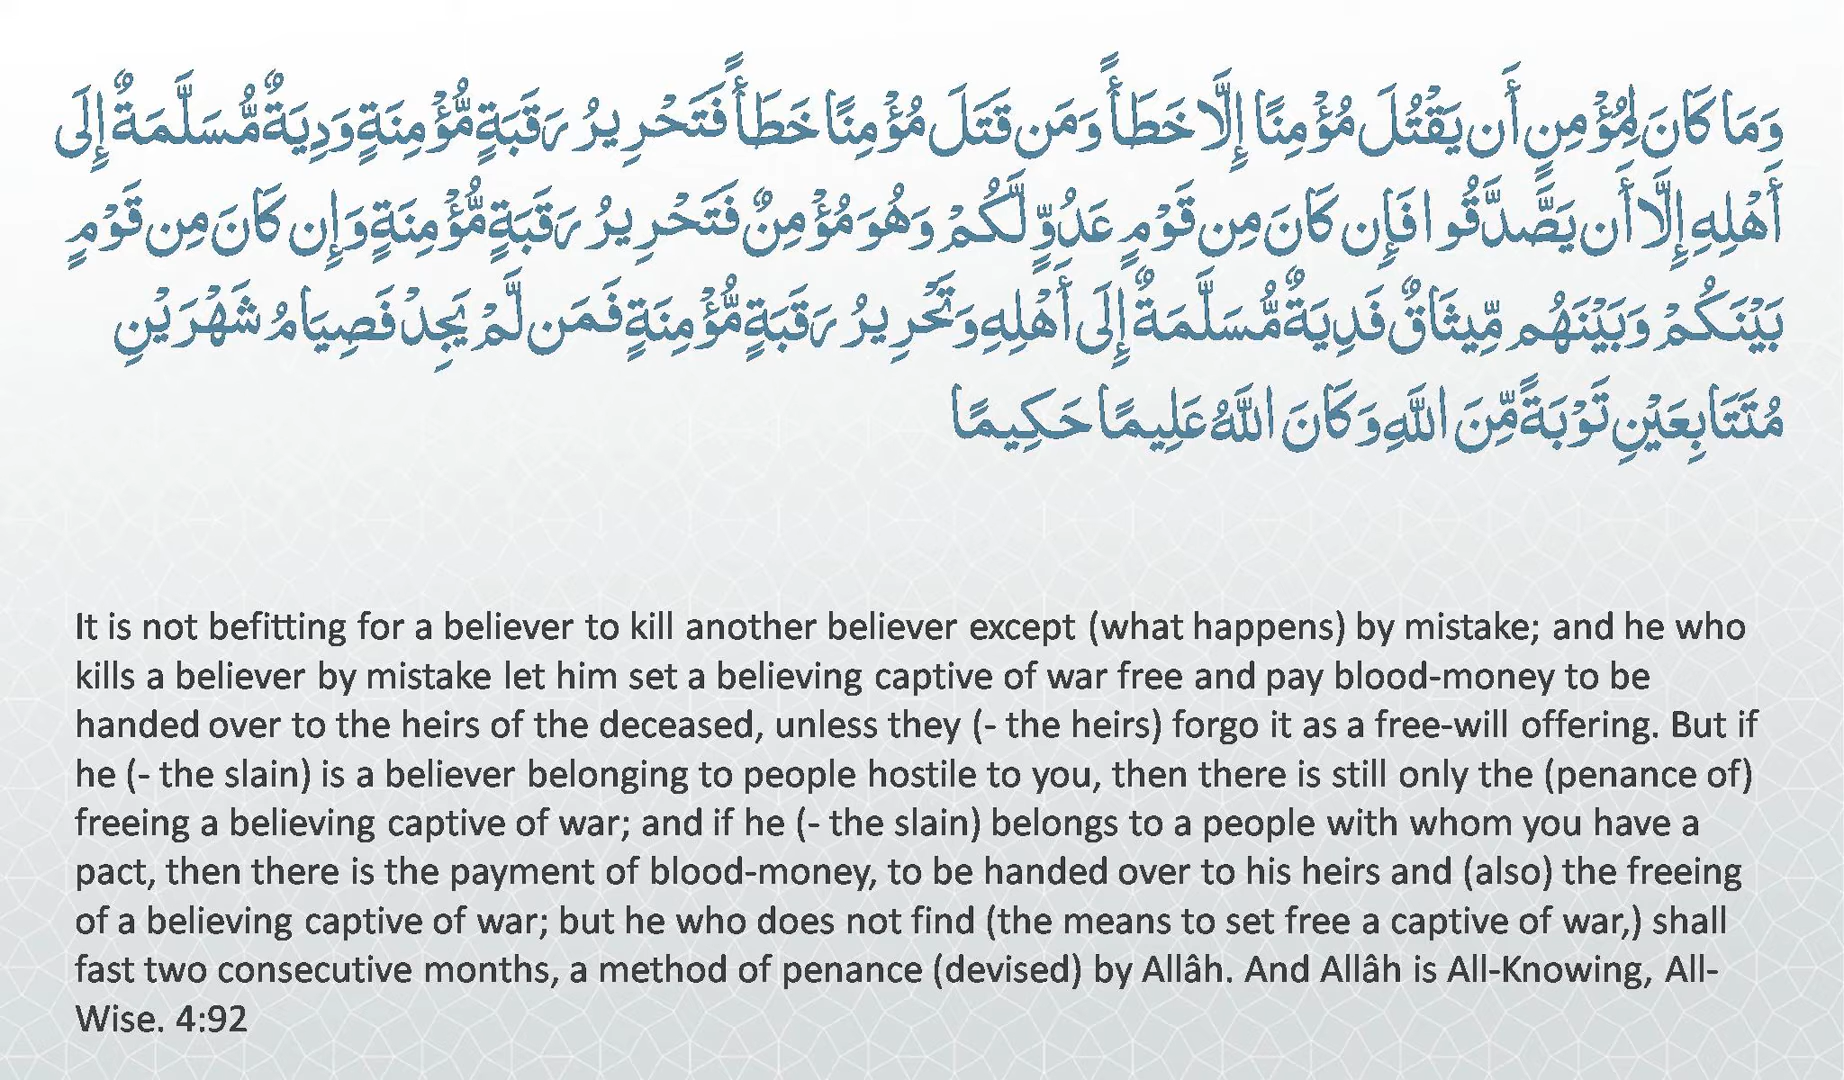 وَمَا كَانَ لِمُؤْمِنٍ أَن يَقْتُلَ مُؤْمِنًا إِلَّا خَطَأً وَمَن قَتَلَ مُؤْمِنًا خَطَأً فَتَحْرِيرُ رَقَبَةٍ مُّؤْمِنَةٍ وَدِيَةٌ مُّسَلَّمَةٌ إِلَى
أَهْلِهِ إِلَّا أَن يَصَّدَّقُوا فَإِن كَانَ مِن قَوْمٍ عَدُوٍّ لَّكُمْ وَهُوَ مُؤْمِنٌ فَتَحْرِيرُ رَقَبَةٍ مُّؤْمِنَةٍ وَإِن كَانَ مِن قَوْمٍ
بَيْنَكُمْ وَبَيْنَهُم مِّيثَاقٌ فَدِيَةٌ مُّسَلَّمَةٌ إِلَى أَهْلِهِ وَتَحْرِيرُ رَقَبَةٍ مُّؤْمِنَةٍ فَمَن لَّمْ يَجِدْ فَصِيَامُ شَهْرَيْنِ
مُتَتَابِعَيْنِ تَوْبَةً مِّنَ اللَّهِ وَكَانَ اللَّهُ عَلِيمًا حَكِيمًا
It is not befitting for a believer to kill another believer except (what happens) by mistake; and he who
kills a believer by mistake let him set a believing captive of war free and pay blood-money to be
handed over to the heirs of the deceased, unless they (- the heirs) forgo it as a free-will offering. But if
he (- the slain) is a believer belonging to people hostile to you, then there is still only the (penance of)
freeing a believing captive of war; and if he (- the slain) belongs to a people with whom you have a
pact, then there is the payment of blood-money, to be handed over to his heirs and (also) the freeing
of a believing captive of war; but he who does not find (the means to set free a captive of war,) shall
fast two consecutive months, a method of penance (devised) by Allâh. And Allâh is All-Knowing, All-
Wise. 4:92